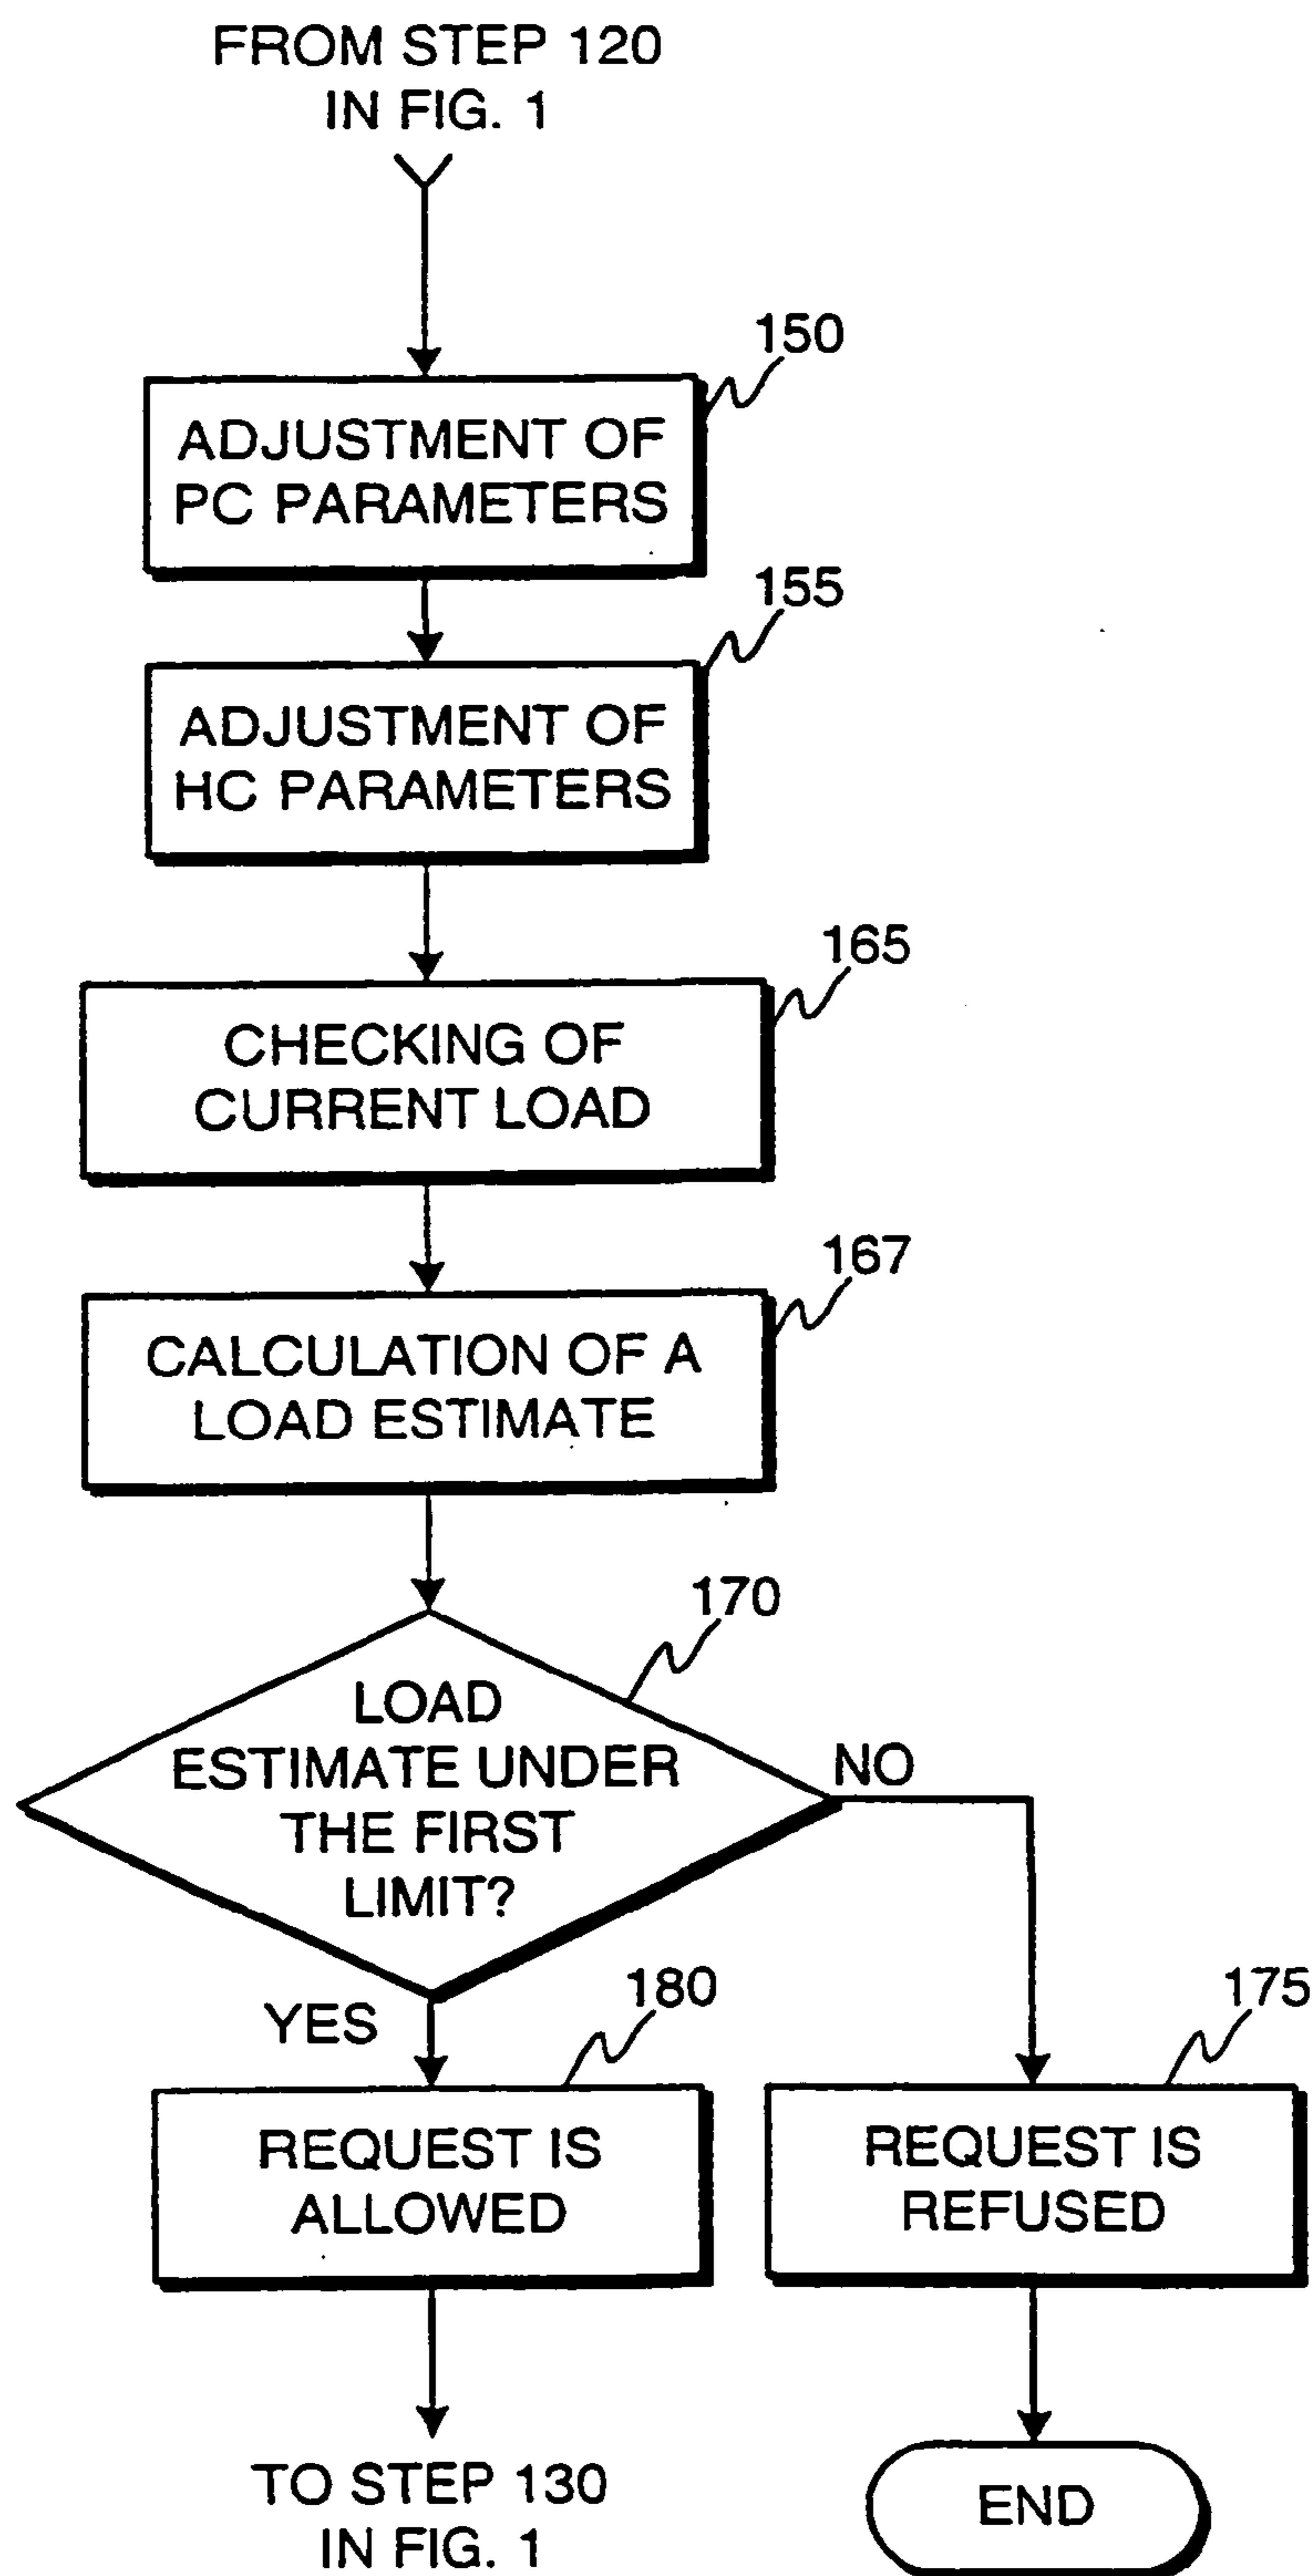 FROM STEP 120
IN FIG. 1
150
ADJUSTMENT OF
PC PARAMETERS
155
ADJUSTMENT OF
HC PARAMETERS
165
CHECKING OF
CURRENT LOAD
167
CALCULATION OF A
LOAD ESTIMATE
170
LOAD
ESTIMATE UNDER
THE FIRST
LIMIT?
NO
YES
180
REQUEST IS
ALLOWED
175
REQUEST IS
REFUSED
TO STEP 130
IN FIG. 1
END